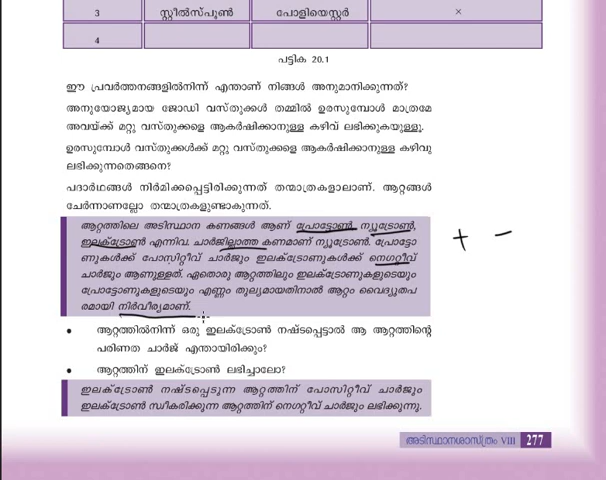 3 സ്റ്റീൽസ്പൂൺ പോളിയെസ്റ്റർ ×
4
പട്ടിക 20.1
ഈ പ്രവർത്തനങ്ങളിൽനിന്ന് എന്താണ് നിങ്ങൾ അനുമാനിക്കുന്നത്?
അനുയോജ്യമായ ജോഡി വസ്തുക്കൾ തമ്മിൽ ഉരസുമ്പോൾ മാത്രമേ
അവയ്ക്ക് മറ്റു വസ്തുക്കളെ ആകർഷിക്കാനുള്ള കഴിവ് ലഭിക്കുകയുള്ളൂ.
ഉരസുമ്പോൾ വസ്തുക്കൾക്ക് മറ്റു വസ്തുക്കളെ ആകർഷിക്കാനുള്ള കഴിവു
ലഭിക്കുന്നതെങ്ങനെ?
പദാർഥങ്ങൾ നിർമിക്കപ്പെട്ടിരിക്കുന്നത് തന്മാത്രകളാലാണ്. ആറ്റങ്ങൾ
ചേർന്നാണല്ലോ തന്മാത്രകളുണ്ടാകുന്നത്.
ആറ്റത്തിലെ അടിസ്ഥാന കണങ്ങൾ ആണ് പ്രോട്ടോൺ, ന്യൂട്രോൺ,
ഇലക്ട്രോൺ എന്നിവ. ചാർജില്ലാത്ത കണമാണ് ന്യൂട്രോൺ. പ്രോട്ടോ
ണുകൾക്ക് പോസിറ്റീവ് ചാർജും ഇലക്ട്രോണുകൾക്ക് നെഗറ്റീവ്
ചാർജും ആണുള്ളത്. ഏതൊരു ആറ്റത്തിലും ഇലക്ട്രോണുകളുടെയും
പ്രോട്ടോണുകളുടെയും എണ്ണം തുല്യമായതിനാൽ ആറ്റം വൈദ്യുതപ
രമായി നിർവീര്യമാണ്.
+ −
• ആറ്റത്തിൽനിന്ന് ഒരു ഇലക്ട്രോൺ നഷ്ടപ്പെട്ടാൽ ആ ആറ്റത്തിന്റെ
പരിണത ചാർജ് എന്തായിരിക്കും?
• ആറ്റത്തിന് ഇലക്ട്രോൺ ലഭിച്ചാലോ?
ഇലക്ട്രോൺ നഷ്ടപ്പെടുന്ന ആറ്റത്തിന് പോസിറ്റീവ് ചാർജും
ഇലക്ട്രോൺ സ്വീകരിക്കുന്ന ആറ്റത്തിന് നെഗറ്റീവ് ചാർജും ലഭിക്കുന്നു.
അടിസ്ഥാനശാസ്ത്രം VIII 277